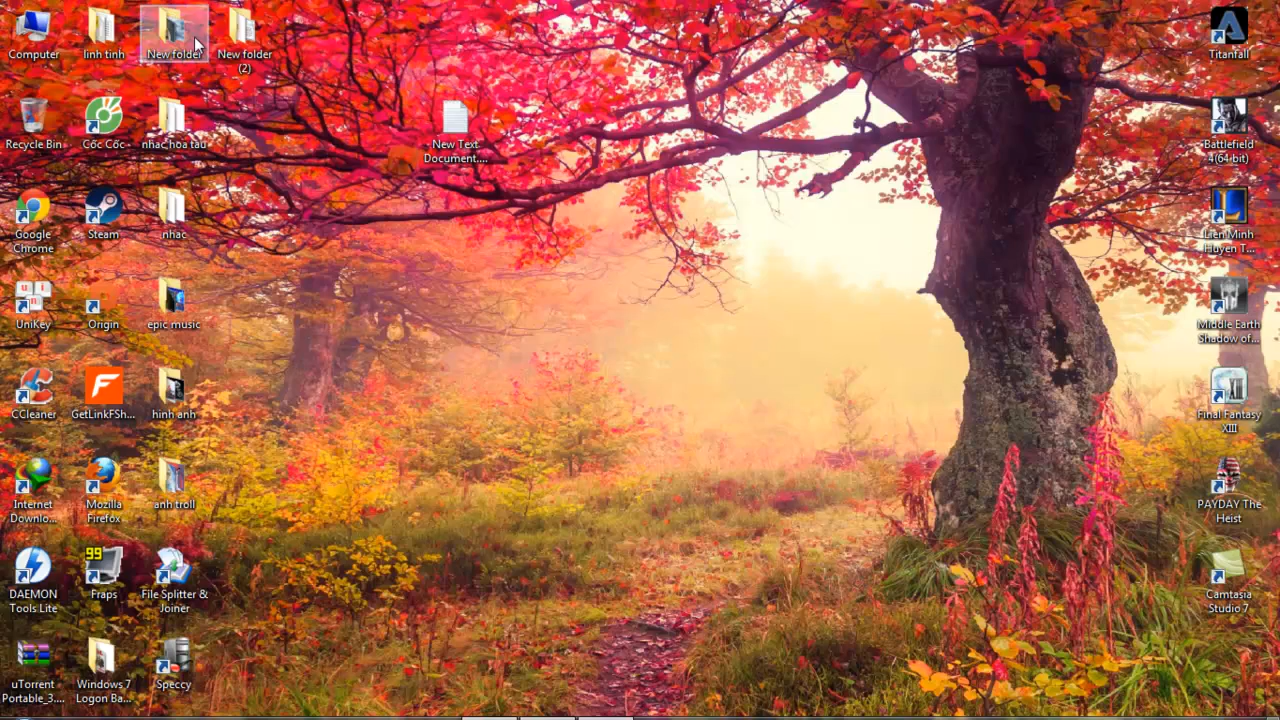 Computer
linh tinh
New folder
New folder
(2)
Recycle Bin
Cốc Cốc
nhac hoa tau
New Text
Document....
Google
Chrome
Steam
nhac
UniKey
Origin
epic music
CCleaner
GetLinkFSh...
hinh anh
Internet
Downlo...
Mozilla
Firefox
anh troll
DAEMON
Tools Lite
99
Fraps
File Splitter &
Joiner
uTorrent
Portable_3....
Windows 7
Logon Ba...
Speccy
Titanfall
Battlefield
4(64 bit)
Lien Minh
Huyen T...
Middle Earth
Shadow of...
XIII
Final Fantasy
XIII
PAYDAY The
Heist
Camtasia
Studio 7